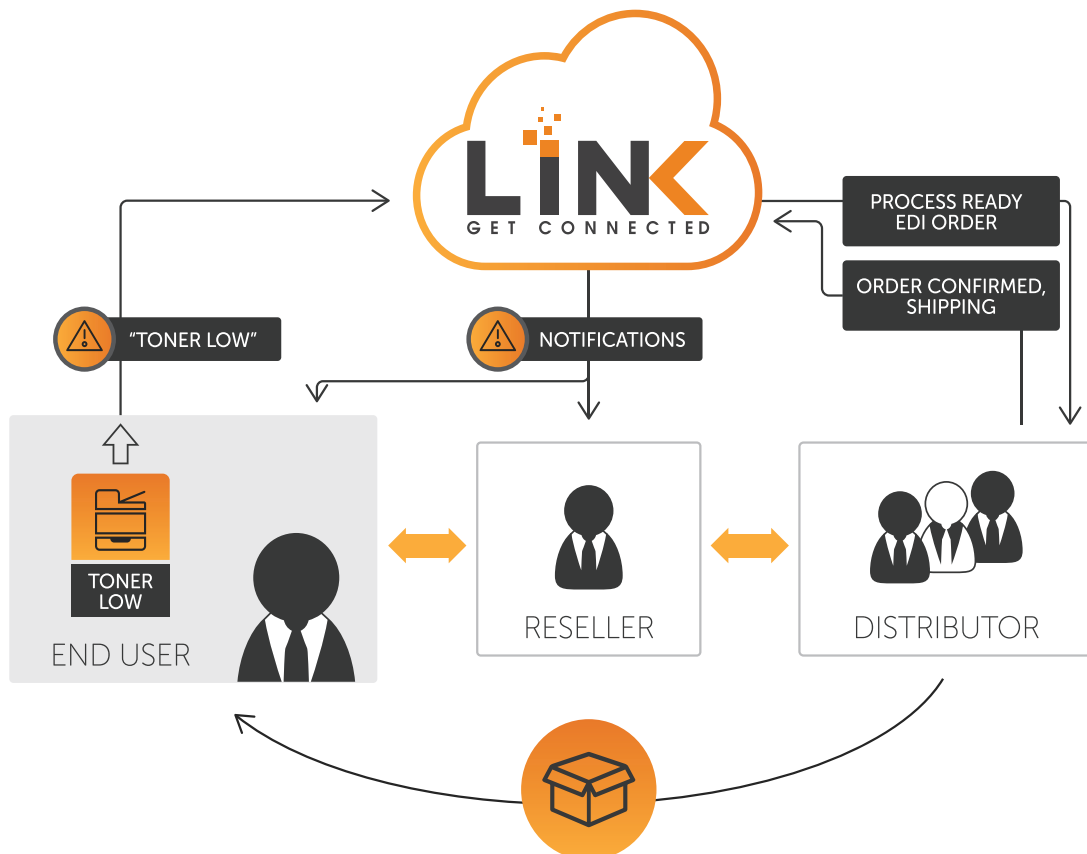 LINK
GET CONNECTED
PROCESS READY
EDI ORDER
ORDER CONFIRMED,
SHIPPING
"TONER LOW"
NOTIFICATIONS
TONER
LOW
END USER
RESELLER
DISTRIBUTOR